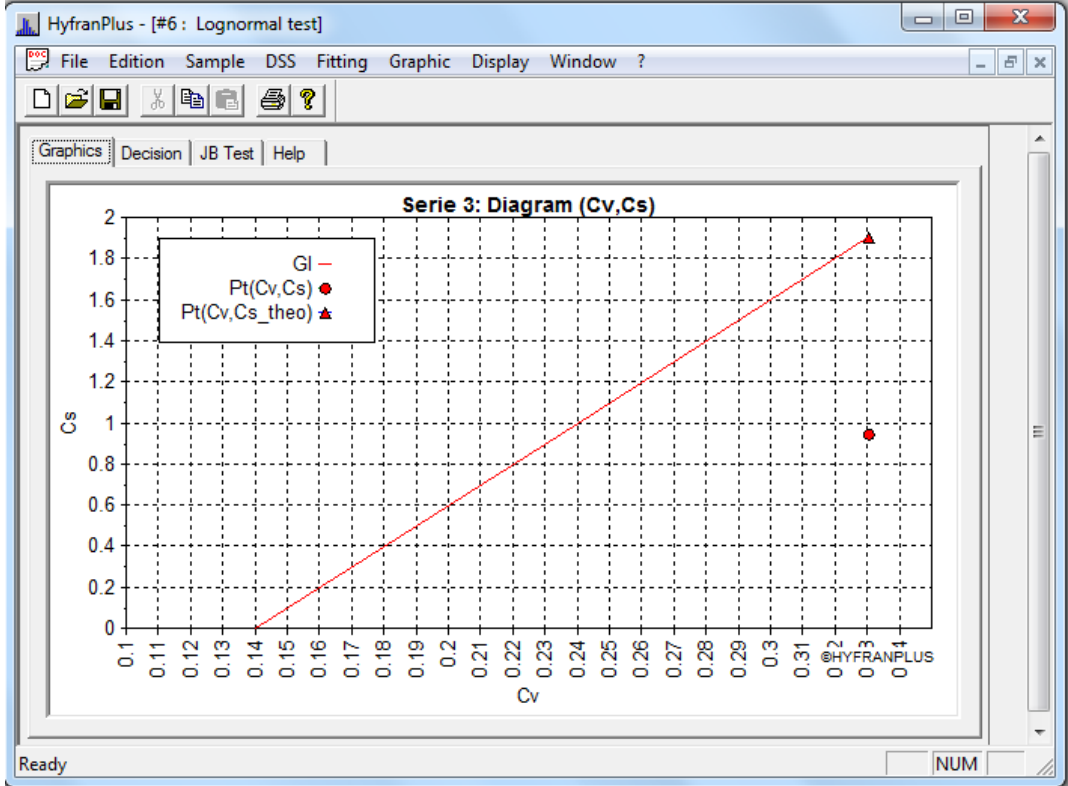 HyfranPlus - [#6 : Lognormal test]
File Edition Sample DSS Fitting Graphic Display Window ?
Graphics Decision JB Test Help
Serie 3: Diagram (Cv,Cs)
GI
Pt(Cv,Cs)
Pt(Cv,Cs_theo)
2
1.8
1.6
1.4
1.2
1
0.8
0.6
0.4
0.2
0
Cs
0.1 0.11 0.12 0.13 0.14 0.15 0.16 0.17 0.18 0.19 0.2 0.21 0.22 0.23 0.24 0.25 0.26 0.27 0.28 0.29 0.3 0.31
©HYFRANPLUS
Cv
Ready NUM